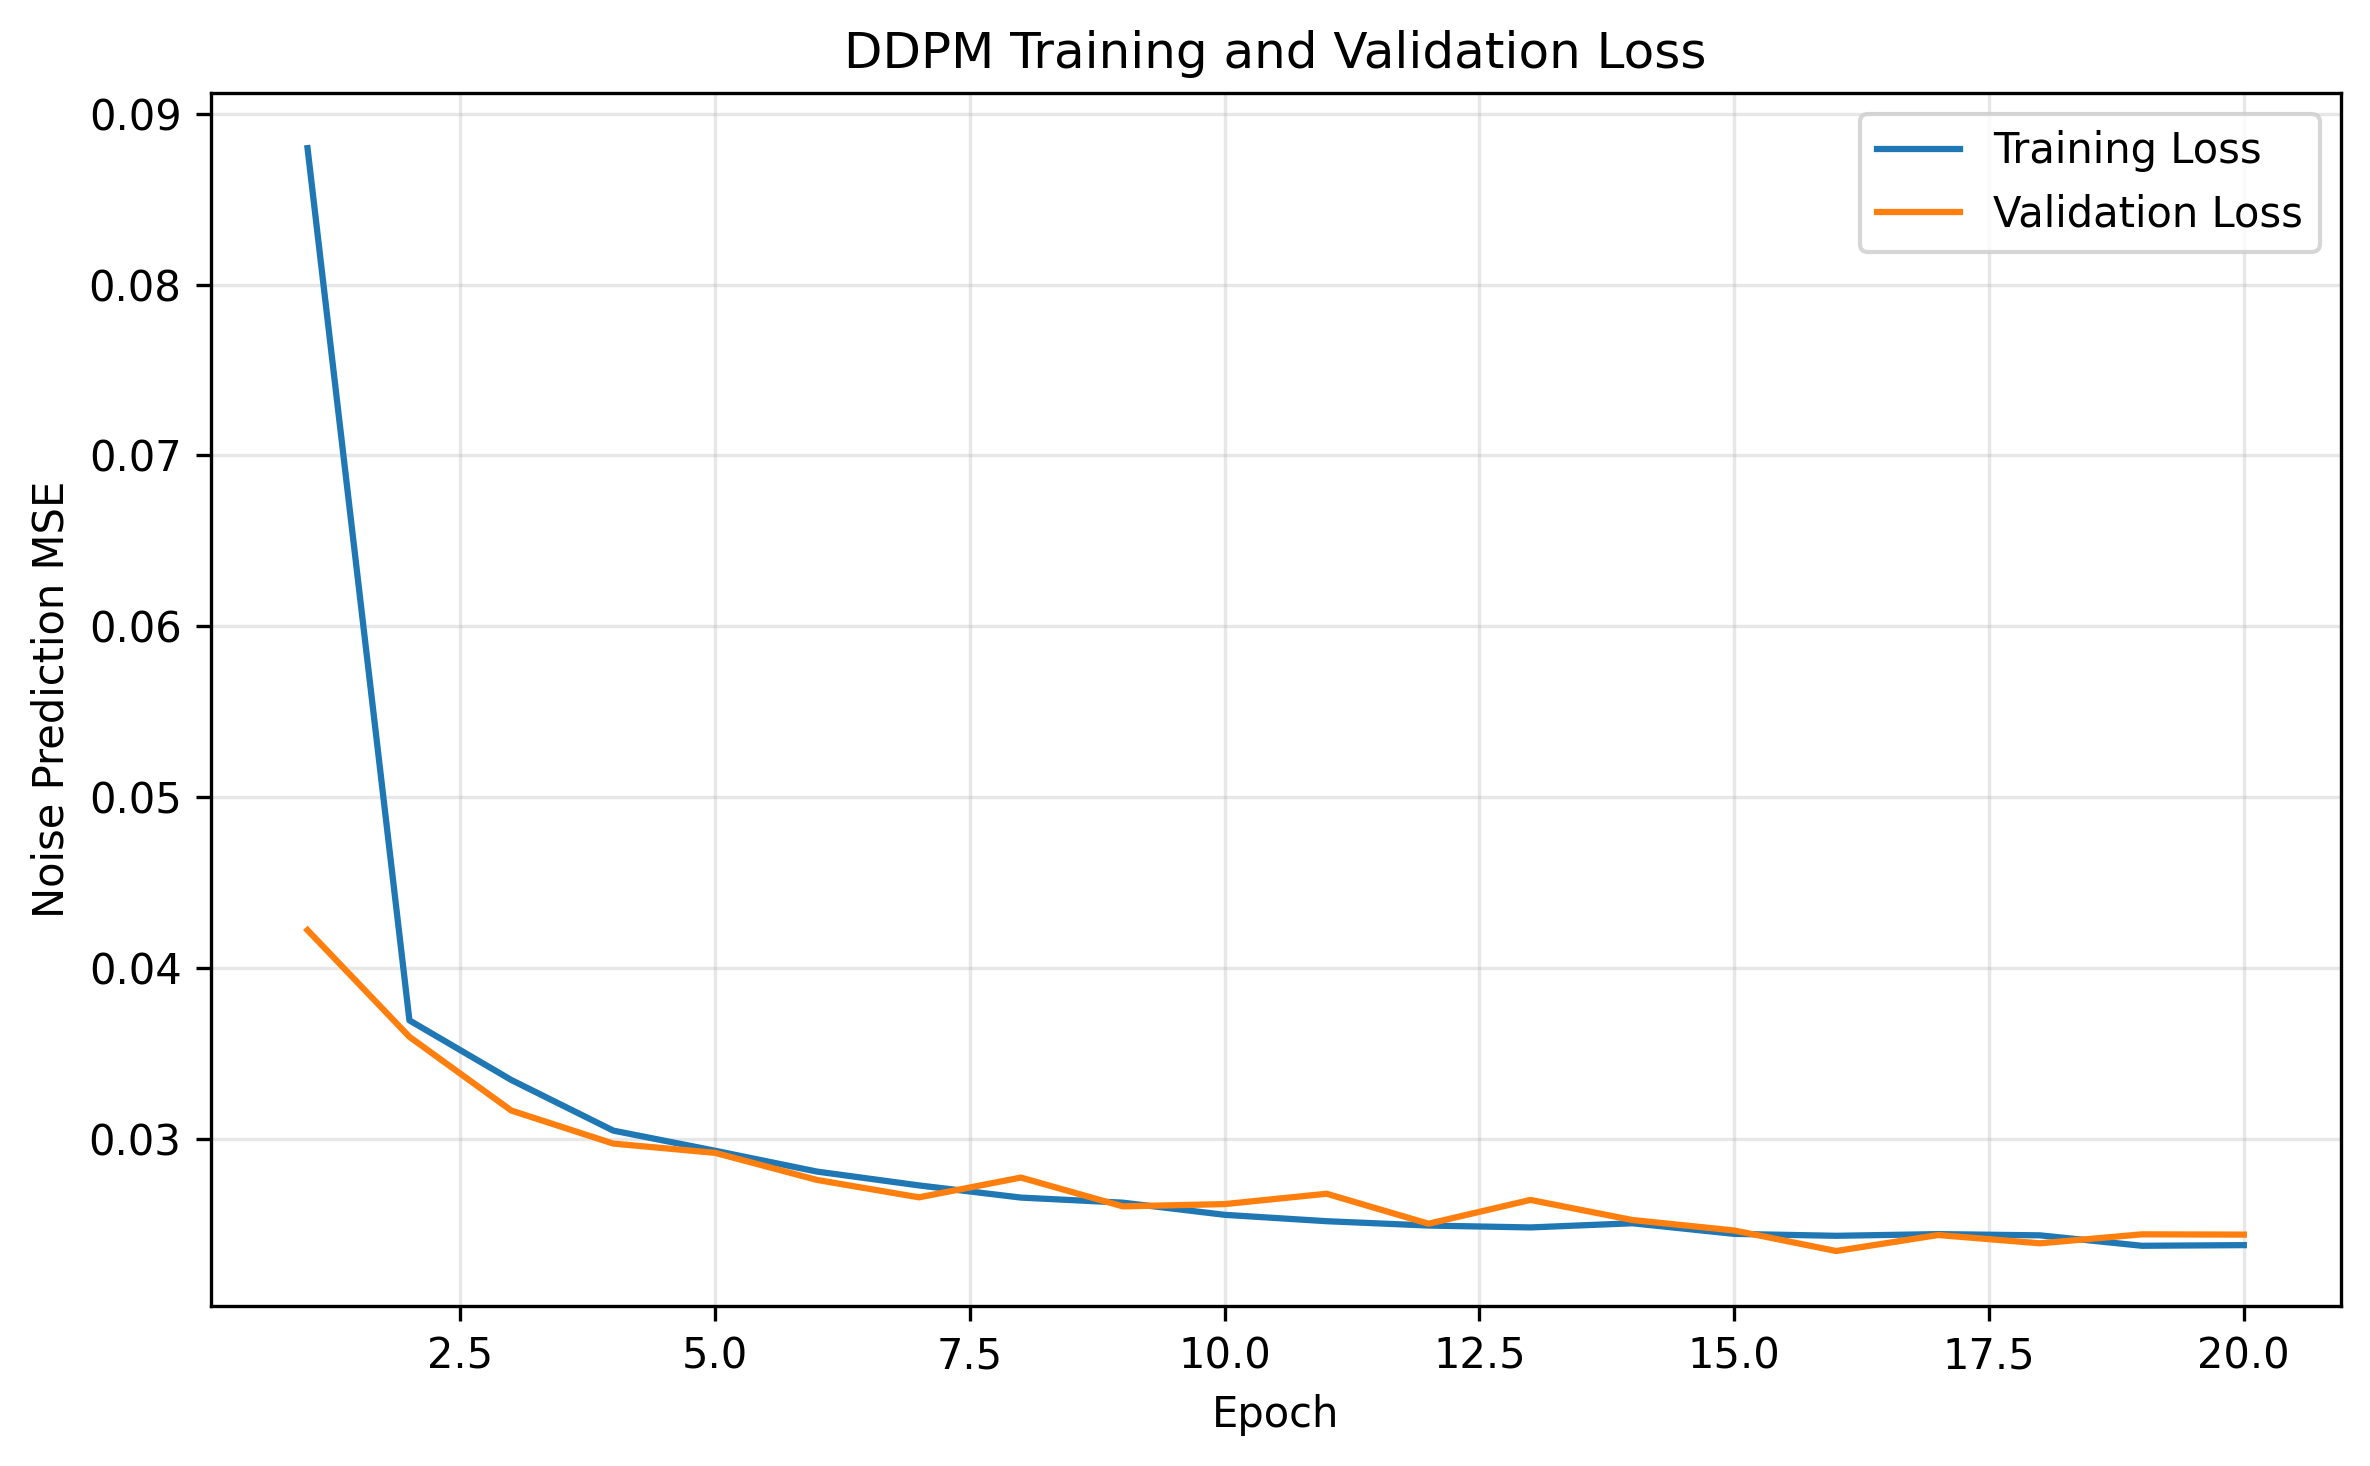 DDPM Training and Validation Loss
0.09
0.08
0.07
0.06
0.05
0.04
0.03
Noise Prediction MSE
Training Loss
Validation Loss
2.5 5.0 7.5 10.0 12.5 15.0 17.5 20.0
Epoch